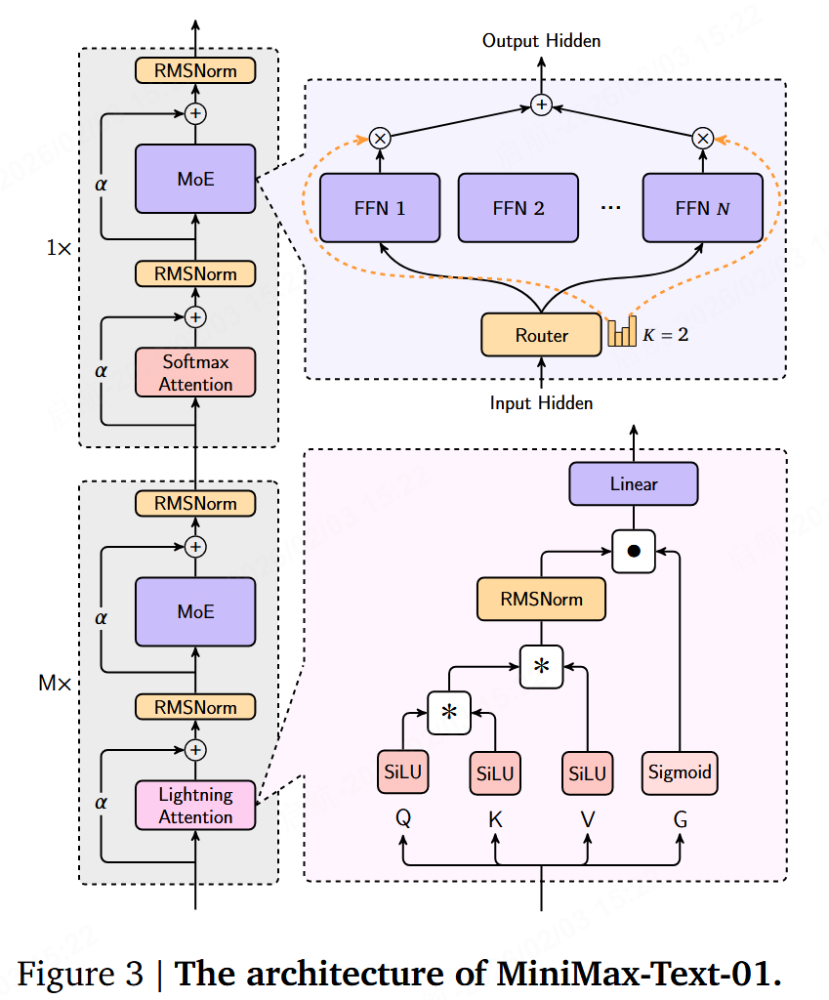 Output Hidden
RMSNorm
+
+
×
×
α
MoE
FFN 1
FFN 2
...
FFN N
1×
RMSNorm
+
Router
K = 2
α
Softmax
Attention
Input Hidden
RMSNorm
Linear
+
α
MoE
RMSNorm
M×
*
RMSNorm
*
+
SiLU
SiLU
SiLU
Sigmoid
α
Lightning
Attention
Q
K
V
G
Figure 3 | The architecture of MiniMax-Text-01.